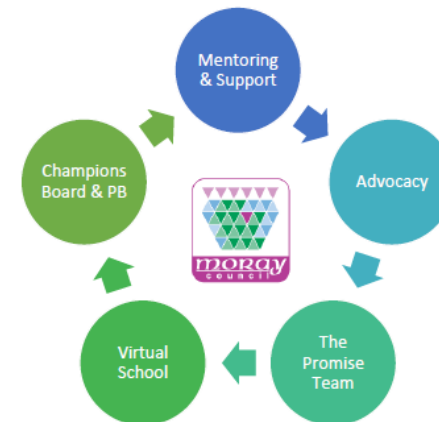 Mentoring
& Support
Advocacy
The
Promise
Team
Virtual
School
Champions
Board & PB
moray
council